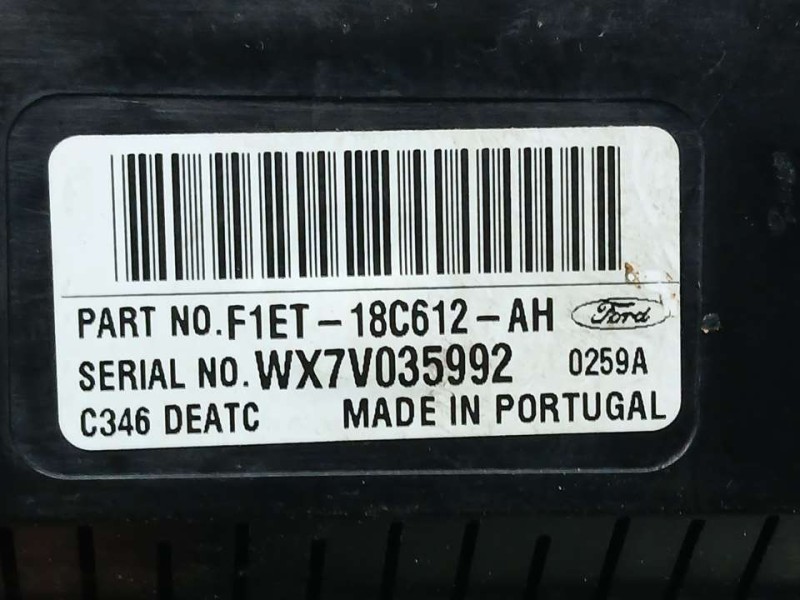 PART NO. F1ET-18C612-AH Ford
SERIAL NO. WX7V035992 0259A
C346 DEATC MADE IN PORTUGAL